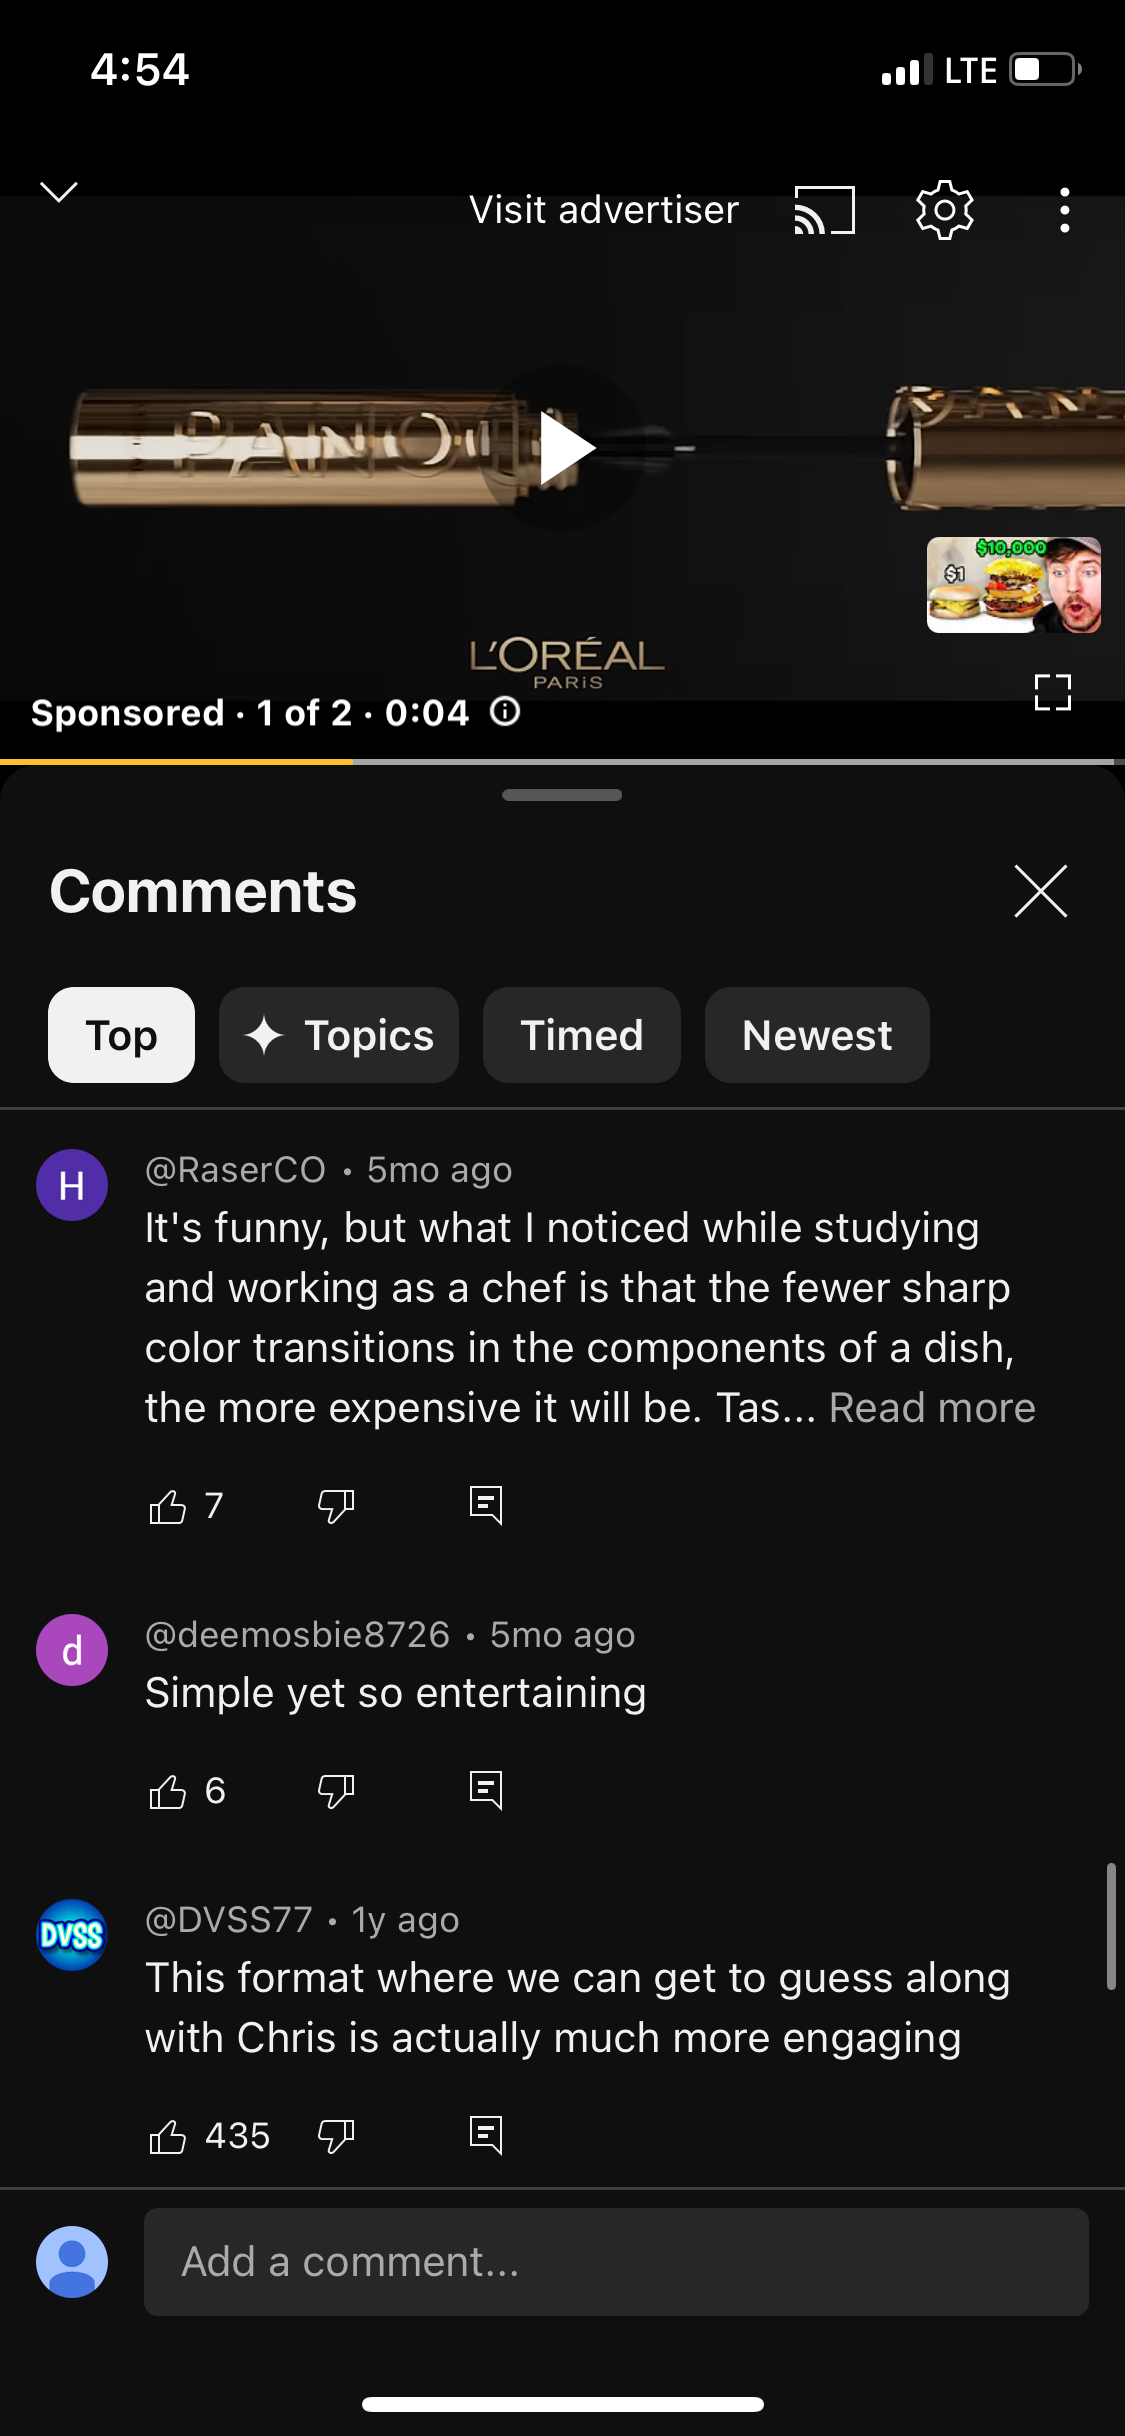 4:54
LTE
Visit advertiser
PANO
$10,000
$1
L'ORÉAL
PARiS
Sponsored · 1 of 2 · 0:04
Comments
Top
Topics
Timed
Newest
H
@RaserCO · 5mo ago
It's funny, but what I noticed while studying
and working as a chef is that the fewer sharp
color transitions in the components of a dish,
the more expensive it will be. Tas... Read more
7
d
@deemosbie8726 · 5mo ago
Simple yet so entertaining
6
DVSS
@DVSS77 · 1y ago
This format where we can get to guess along
with Chris is actually much more engaging
435
Add a comment...